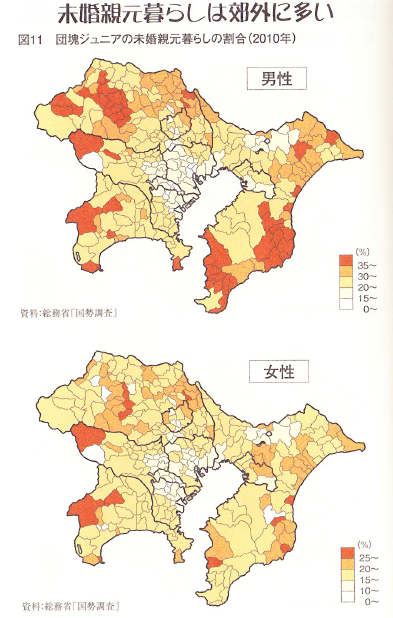 未婚親元暮らしは郊外に多い
図11 団塊ジュニアの未婚親元暮らしの割合(2010年)
男性
(%)
35～
30～
20～
15～
0～
資料:総務省「国勢調査」
女性
(%)
25～
20～
15～
10～
0～
資料:総務省「国勢調査」